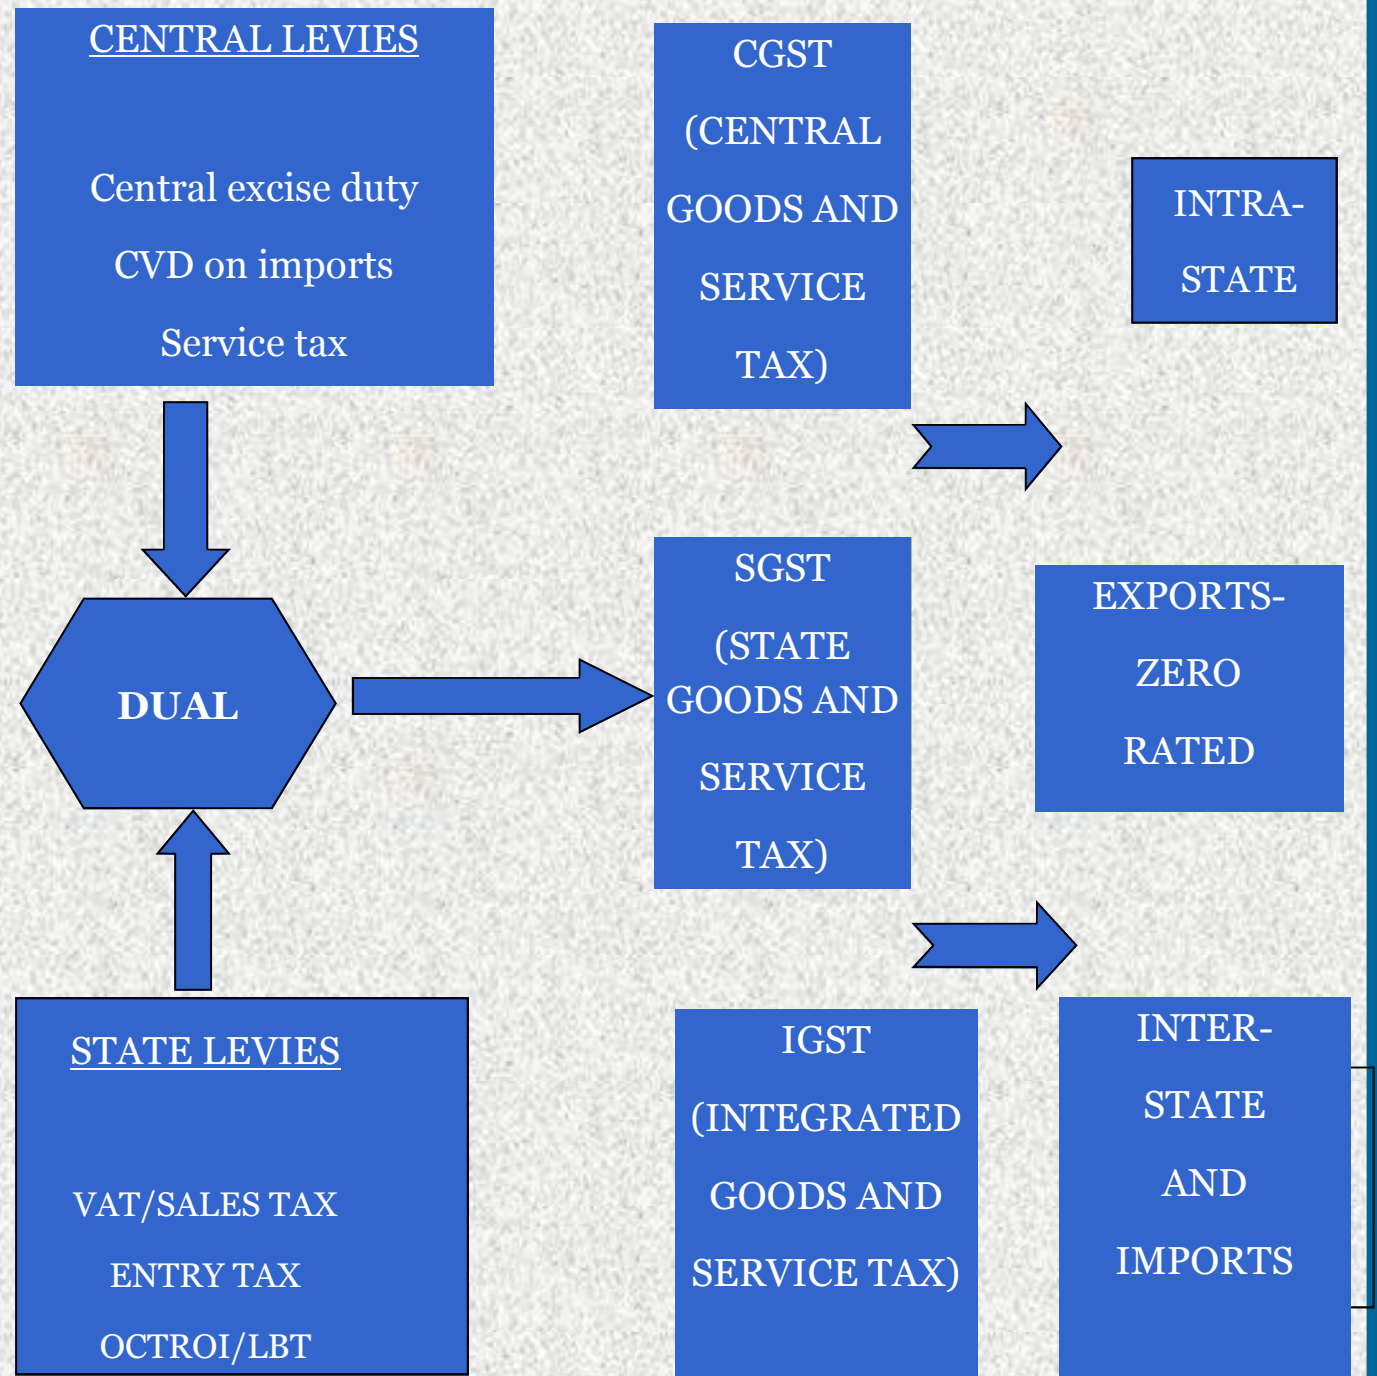 CENTRAL LEVIES
Central excise duty
CVD on imports
Service tax
DUAL
STATE LEVIES
VAT/SALES TAX
ENTRY TAX
OCTROI/LBT
CGST
(CENTRAL
GOODS AND
SERVICE
TAX)
SGST
(STATE
GOODS AND
SERVICE
TAX)
IGST
(INTEGRATED
GOODS AND
SERVICE TAX)
INTRA-
STATE
EXPORTS-
ZERO
RATED
INTER-
STATE
AND
IMPORTS